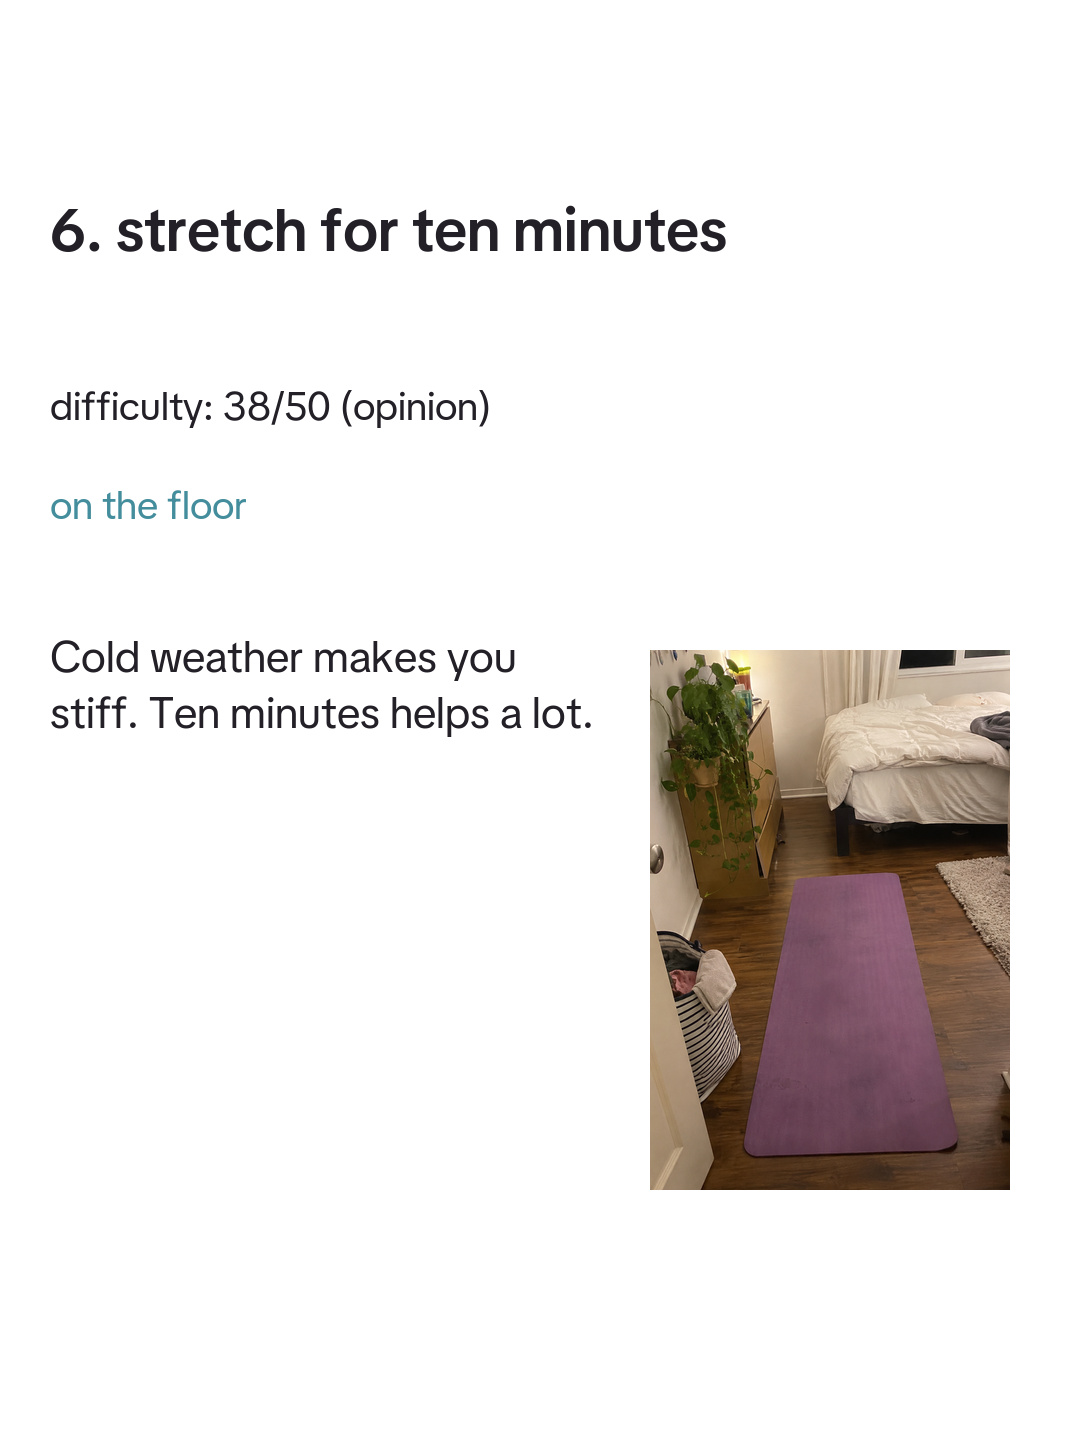 6. stretch for ten minutes
difficulty: 38/50 (opinion)
on the floor
Cold weather makes you
stiff. Ten minutes helps a lot.